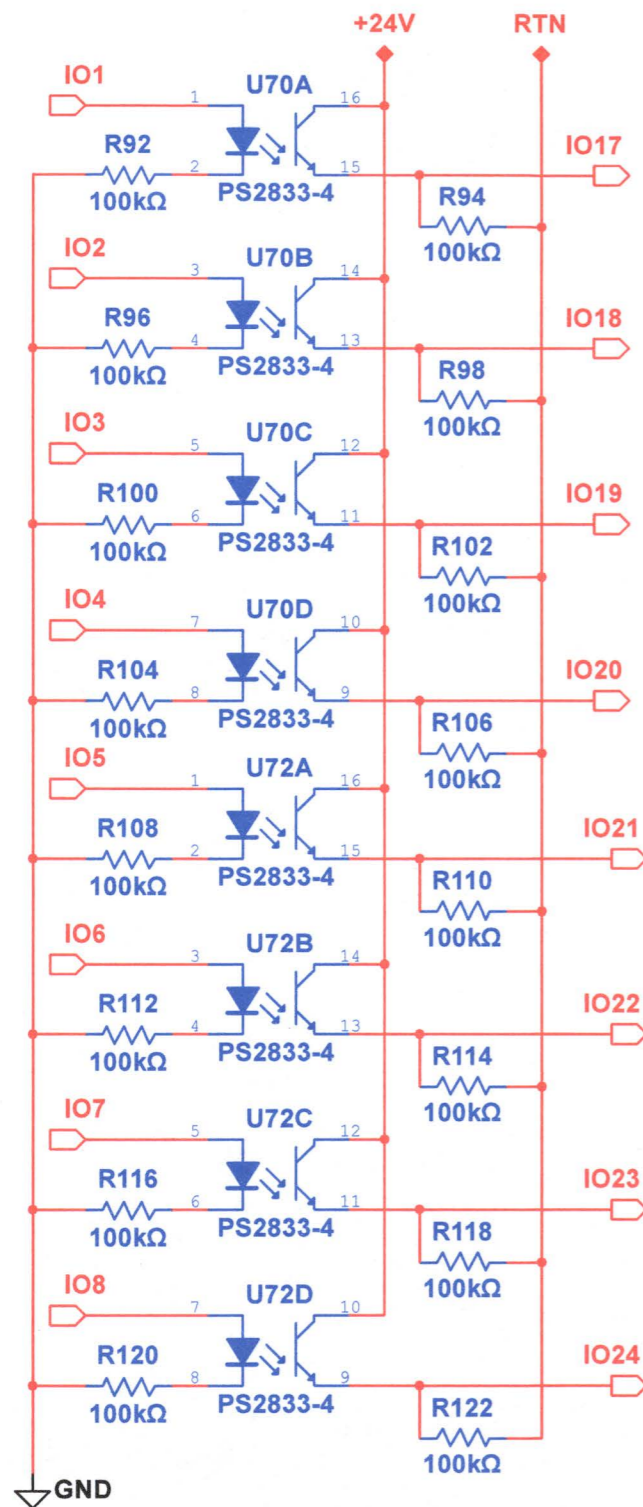 +24V RTN
IO1 1 U70A 16
R92 2 15 IO17
100kΩ PS2833-4 R94
100kΩ
IO2 3 U70B 14
R96 4 13 IO18
100kΩ PS2833-4 R98
100kΩ
IO3 5 U70C 12
R100 6 11 IO19
100kΩ PS2833-4 R102
100kΩ
IO4 7 U70D 10
R104 8 9 IO20
100kΩ PS2833-4 R106
100kΩ
IO5 1 U72A 16
R108 2 15 IO21
100kΩ PS2833-4 R110
100kΩ
IO6 3 U72B 14
R112 4 13 IO22
100kΩ PS2833-4 R114
100kΩ
IO7 5 U72C 12
R116 6 11 IO23
100kΩ PS2833-4 R118
100kΩ
IO8 7 U72D 10
R120 8 9 IO24
100kΩ PS2833-4 R122
100kΩ
GND